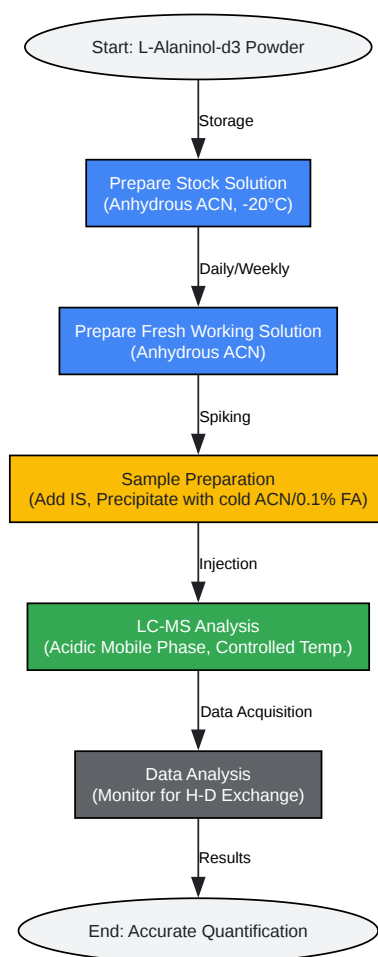 Start: L-Alaninol-d3 Powder
Storage
Prepare Stock Solution
(Anhydrous ACN, -20°C)
Daily/Weekly
Prepare Fresh Working Solution
(Anhydrous ACN)
Spiking
Sample Preparation
(Add IS, Precipitate with cold ACN/0.1% FA)
Injection
LC-MS Analysis
(Acidic Mobile Phase, Controlled Temp.)
Data Acquisition
Data Analysis
(Monitor for H-D Exchange)
Results
End: Accurate Quantification